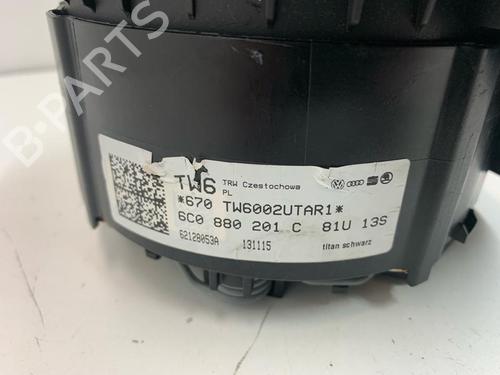 B-PARTS
TW6 TRW Czestochowa
PL
*670 TW6002UTAR1*
6C0 880 201 C 81U 13S
62128053A 131115 titan schwarz